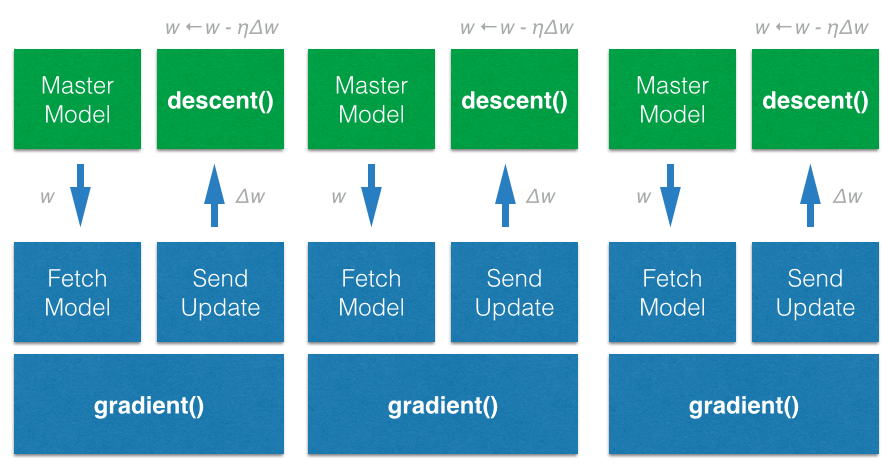 w ←w - ηΔw
w ←w - ηΔw
w ←w - ηΔw
Master
Model
descent()
Master
Model
descent()
Master
Model
descent()
w
Δw
w
Δw
w
Δw
Fetch
Model
Send
Update
Fetch
Model
Send
Update
Fetch
Model
Send
Update
gradient()
gradient()
gradient()